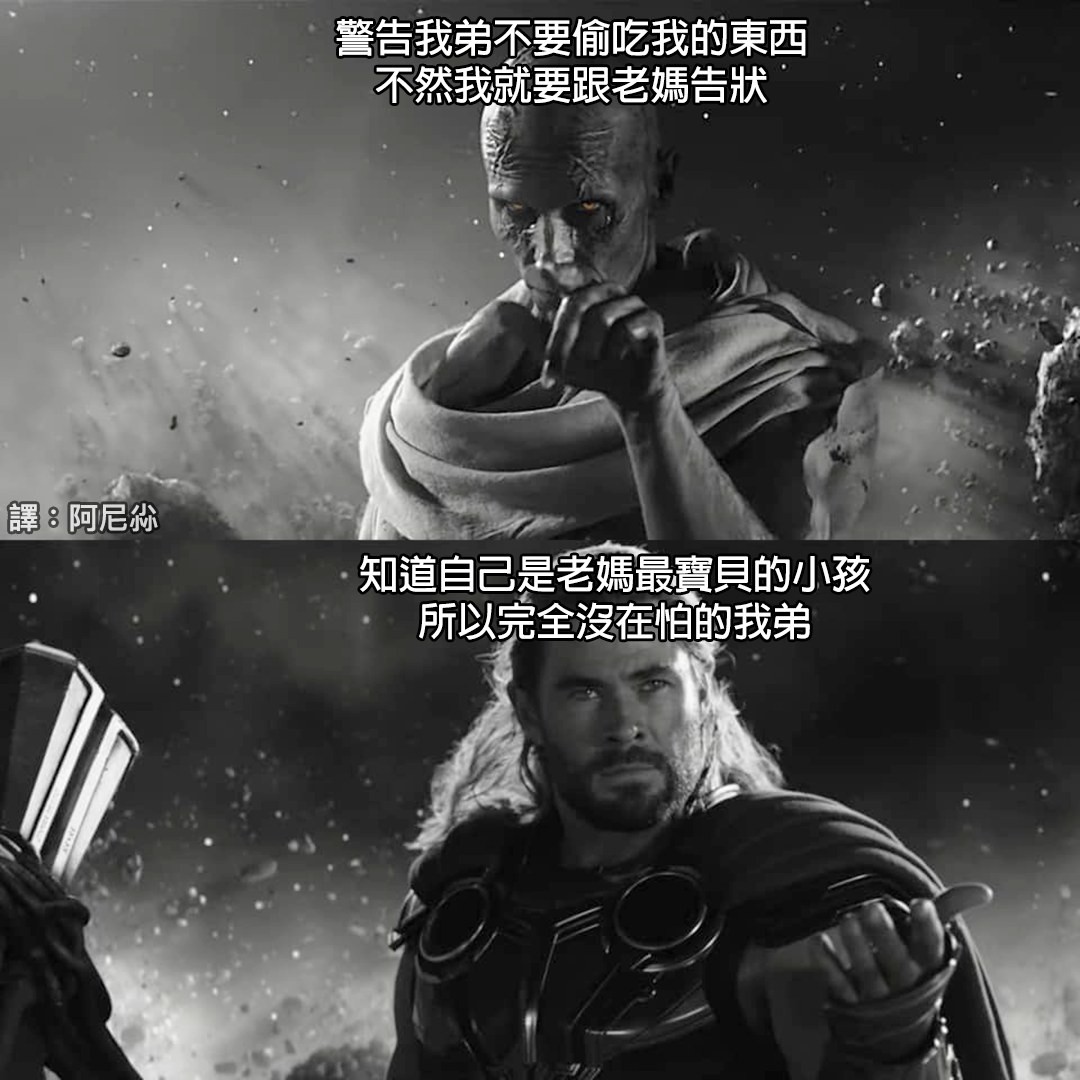 警告我弟不要偷吃我的東西
不然我就要跟老媽告狀
譯：阿尼尛
知道自己是老媽最寶貝的小孩
所以完全沒在怕的我弟